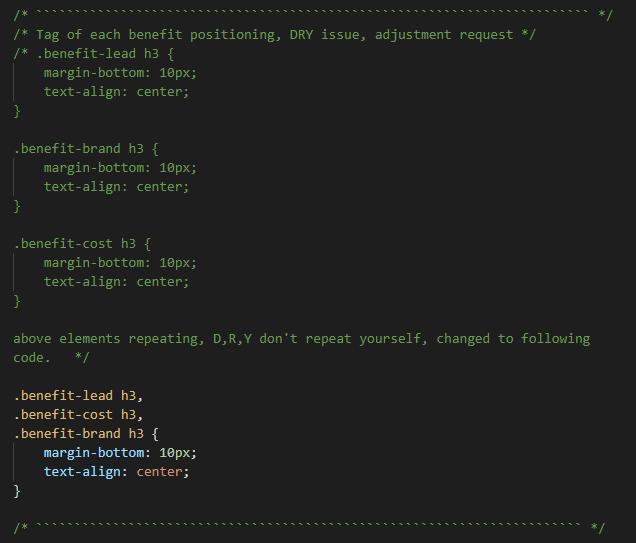 /* ​`````````````````````````````````````````````````````````````````````````` */
/* Tag of each benefit positioning, DRY issue, adjustment request */
/* .benefit-lead h3 {
    margin-bottom: 10px;
    text-align: center;
}
.benefit-brand h3 {
    margin-bottom: 10px;
    text-align: center;
}
.benefit-cost h3 {
    margin-bottom: 10px;
    text-align: center;
}
above elements repeating, D,R,Y don't repeat yourself, changed to following
code.   */
.benefit-lead h3,
.benefit-cost h3,
.benefit-brand h3 {
    margin-bottom: 10px;
    text-align: center;
}
/* ​````````````````````````````````````````````````````````````````````````` */